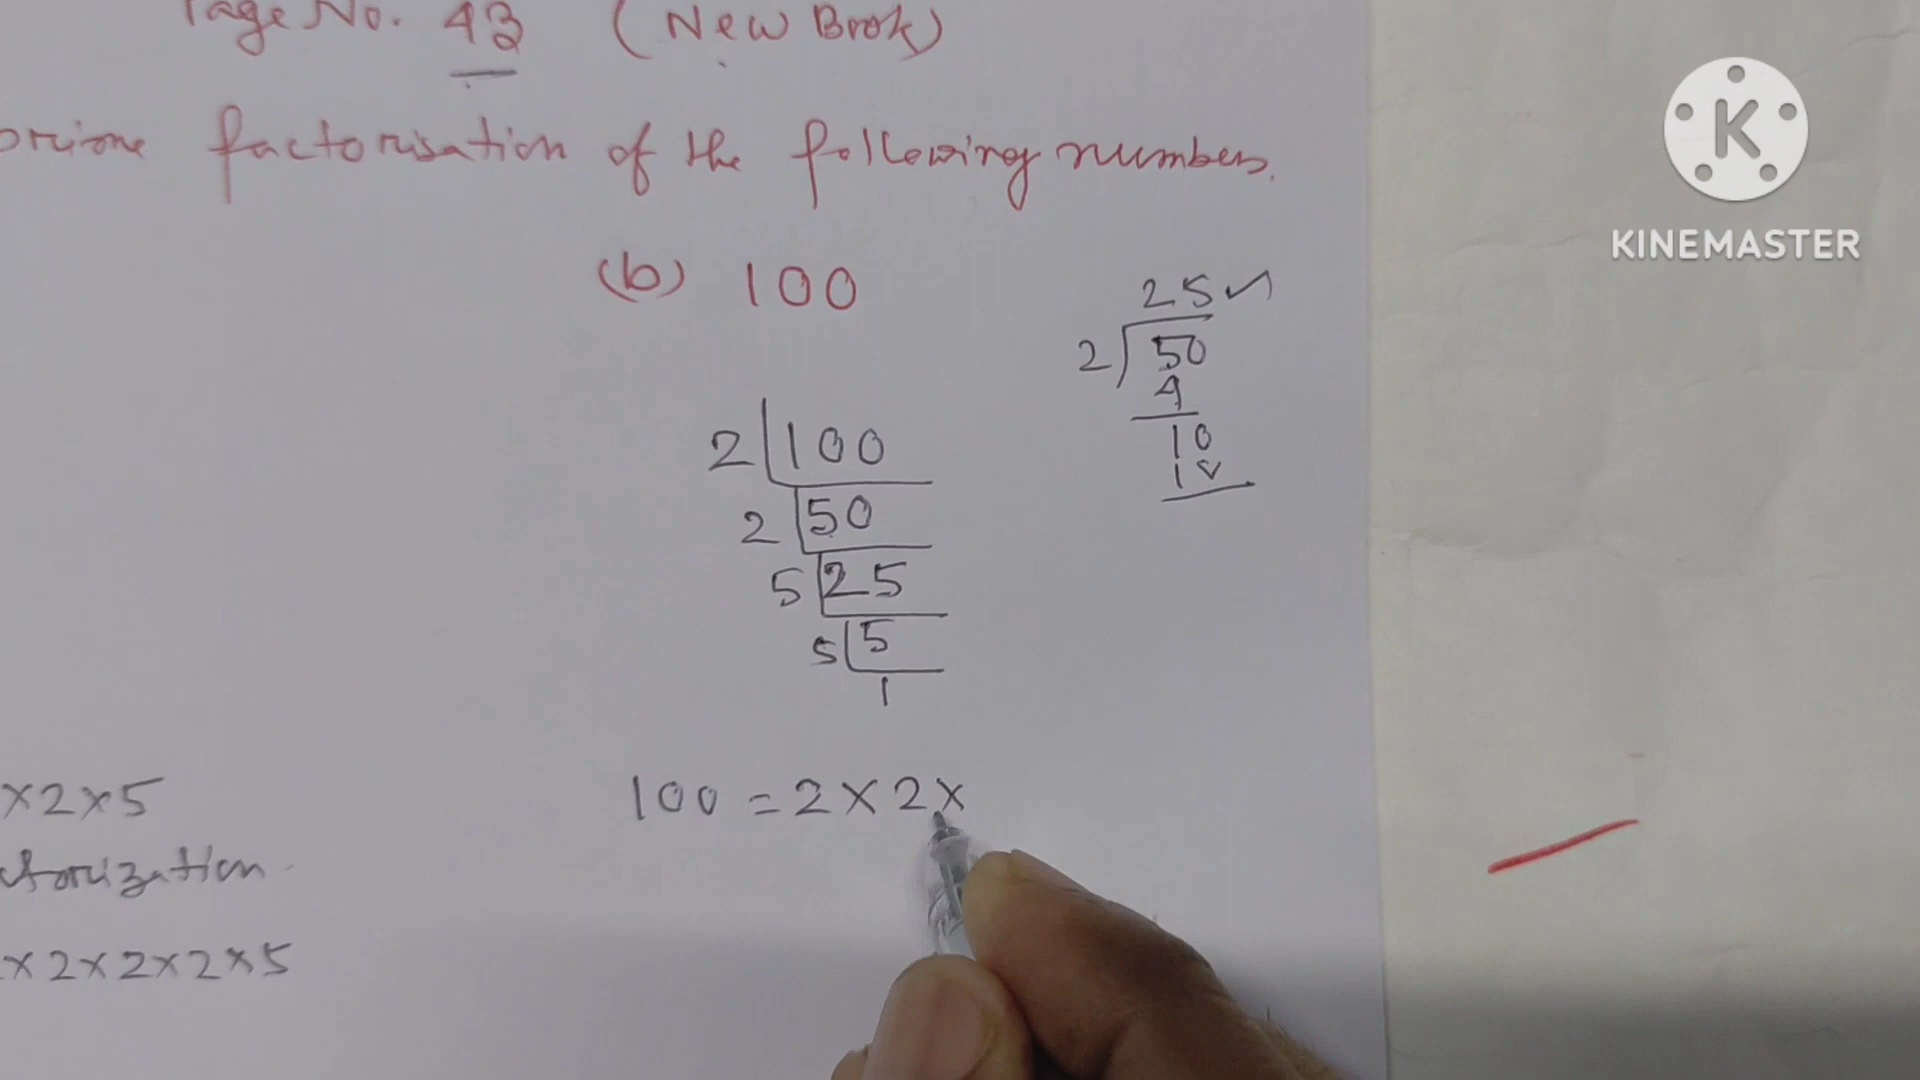 Page No. 43 (New Book)
prime factorisation of the following numbers.
(b) 100
25
2 50
4
10
10
2 100
2 50
5 25
5 5
1
×2×5
100 = 2 × 2×
ctorization
× 2 × 2 × 2 × 5
KINEMASTER